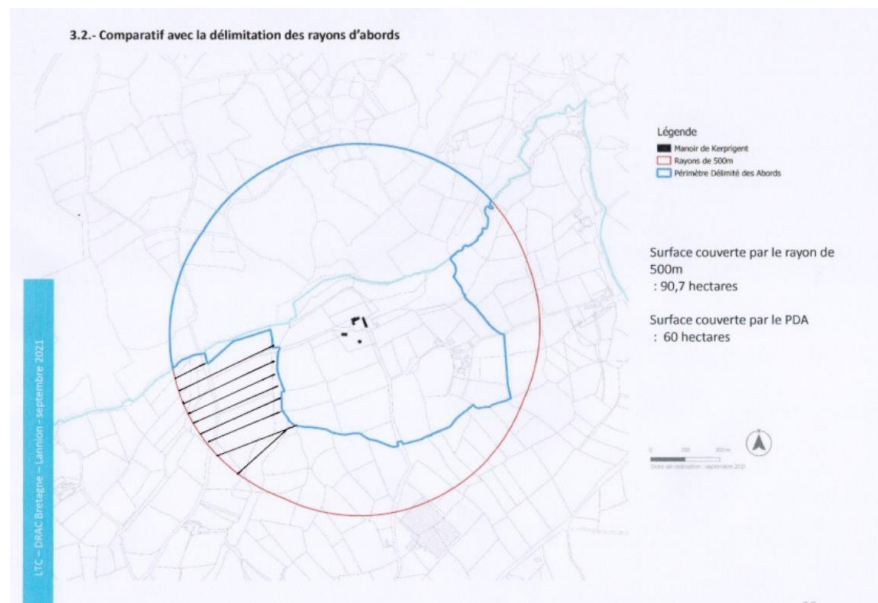 3.2.- Comparatif avec la délimitation des rayons d'abords
Légende
Manoir de Kerprigent
Rayons de 500m
Périmètre Délimité des Abords
Surface couverte par le rayon de
500m
: 90,7 hectares
Surface couverte par le PDA
: 60 hectares
LTC – DRAC Bretagne – Lannion - septembre 2021